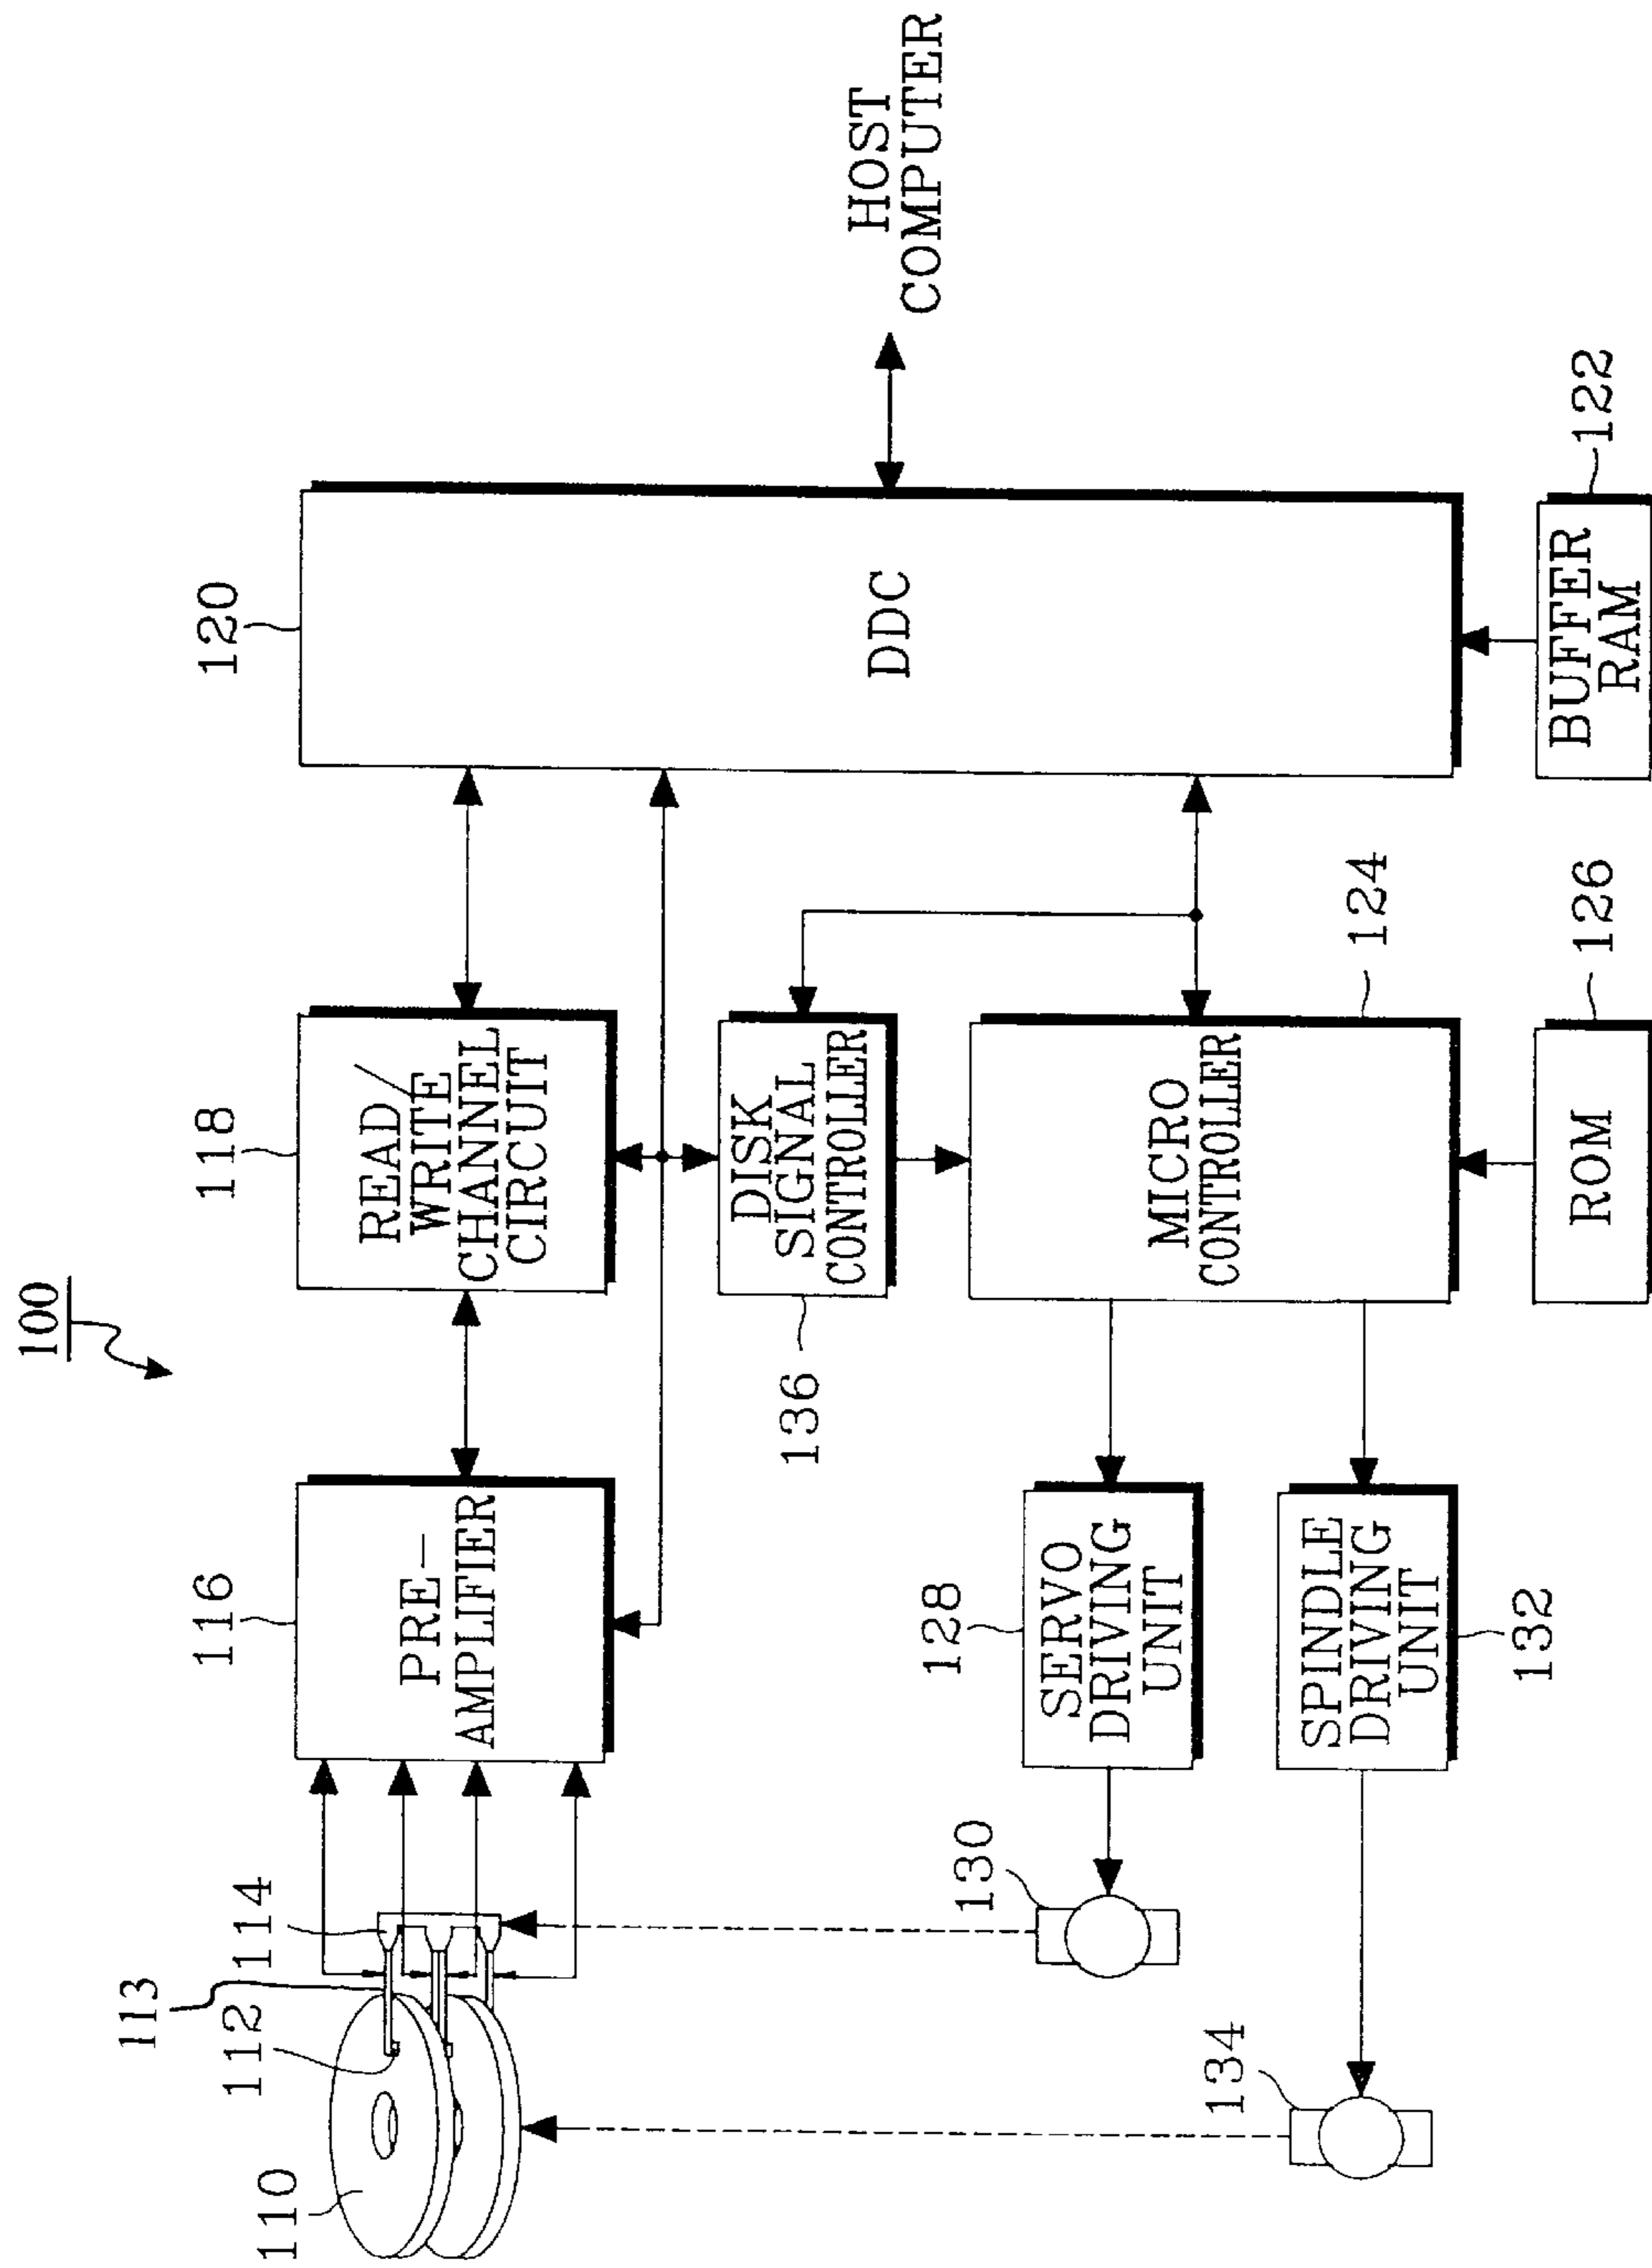 100
110
112
113
114
116
PRE-
AMPLIFIER
118
READ/
WRITE
CHANNEL
CIRCUIT
120
DDC
HOST
COMPUTER
136
DISK
SIGNAL
CONTROLLER
124
MICRO
CONTROLLER
130
128
SERVO
DRIVING
UNIT
134
SPINDLE
DRIVING
UNIT
132
ROM
126
BUFFER
RAM
122